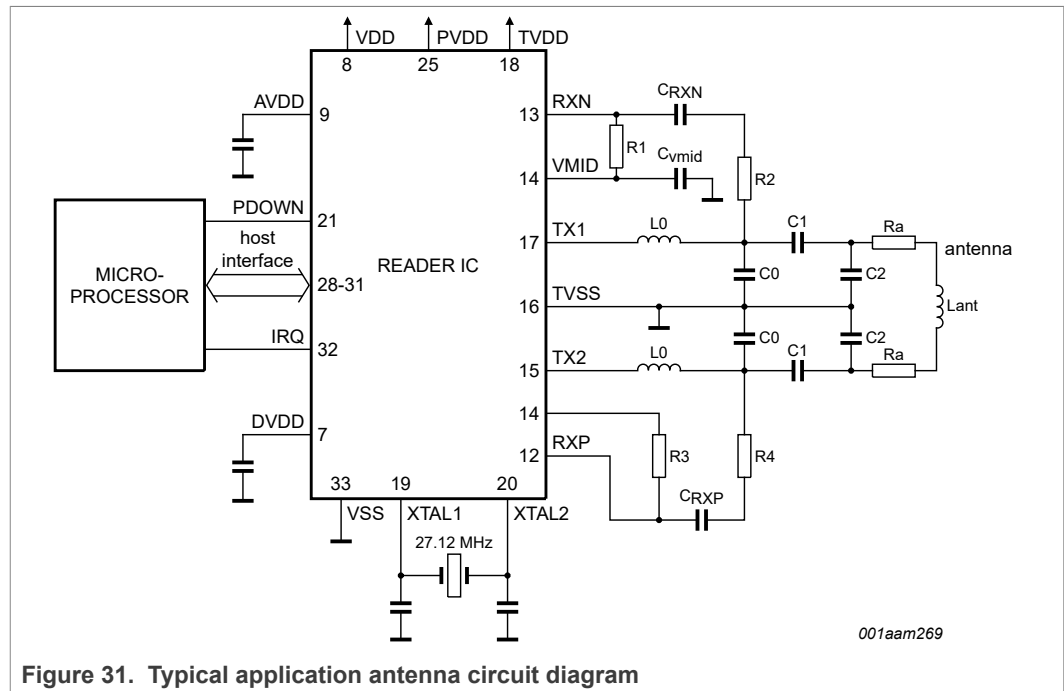 VDD PVDD TVDD
8 25 18
AVDD 9
13 RXN
CRXN
R1
14 VMID
Cvmid
R2
PDOWN 21
17 TX1
L0
C1
Ra
antenna
MICRO-
PROCESSOR
host
interface
28-31
READER IC
C0
C2
16 TVSS
Lant
IRQ 32
C0
C2
15 TX2
L0
C1
Ra
14
DVDD 7
12 RXP
R3
R4
CRXP
33 19 20
VSS XTAL1 XTAL2
27.12 MHz
001aam269
Figure 31. Typical application antenna circuit diagram